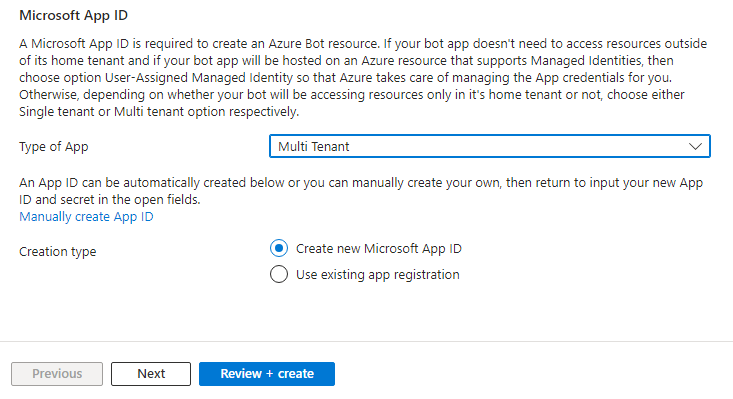 Microsoft App ID
A Microsoft App ID is required to create an Azure Bot resource. If your bot app doesn't need to access resources outside
of its home tenant and if your bot app will be hosted on an Azure resource that supports Managed Identities, then
choose option User-Assigned Managed Identity so that Azure takes care of managing the App credentials for you.
Otherwise, depending on whether your bot will be accessing resources only in it's home tenant or not, choose either
Single tenant or Multi tenant option respectively.
Type of App
Multi Tenant
An App ID can be automatically created below or you can manually create your own, then return to input your new App
ID and secret in the open fields.
Manually create App ID
Creation type
Create new Microsoft App ID
Use existing app registration
Previous
Next
Review + create